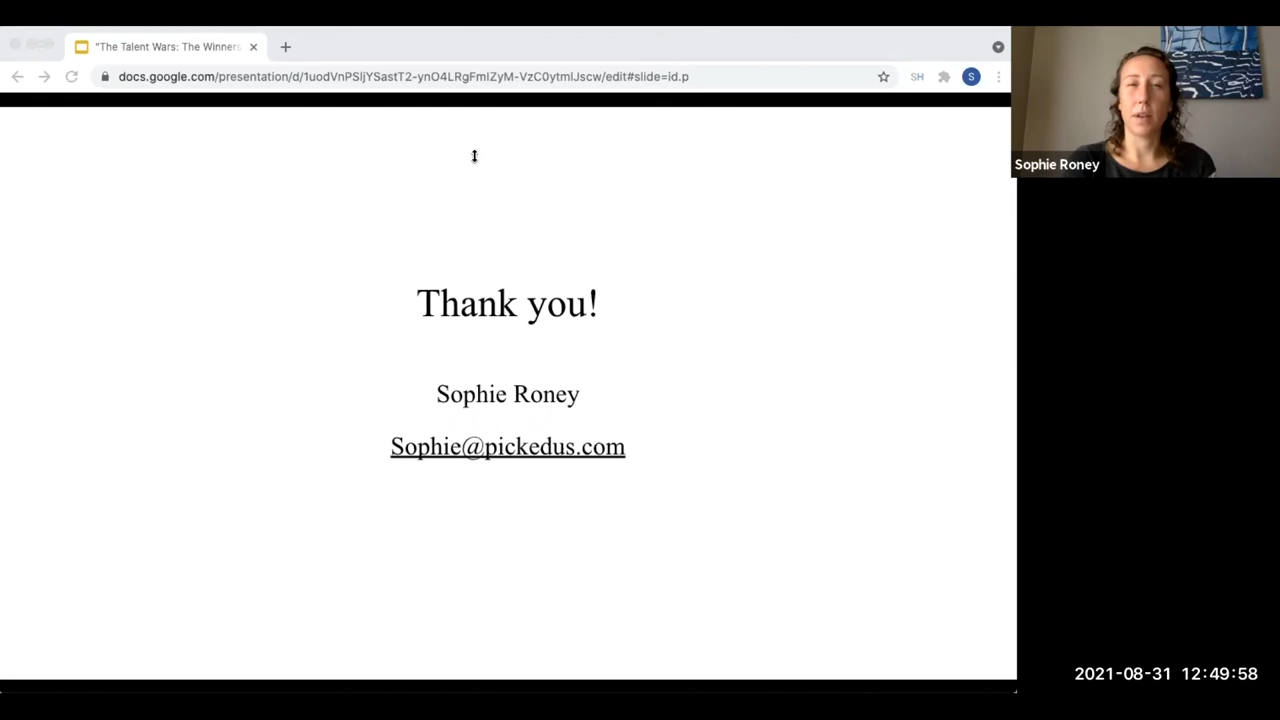 "The Talent Wars: The Winners
docs.google.com/presentation/d/1uodVnPSljYSastT2-ynO4LRgFmIZyM-VzC0ytmlJscw/edit#slide=id.p
SH
S
Sophie Roney
Thank you!
Sophie Roney
Sophie@pickedus.com
2021-08-31 12:49:58